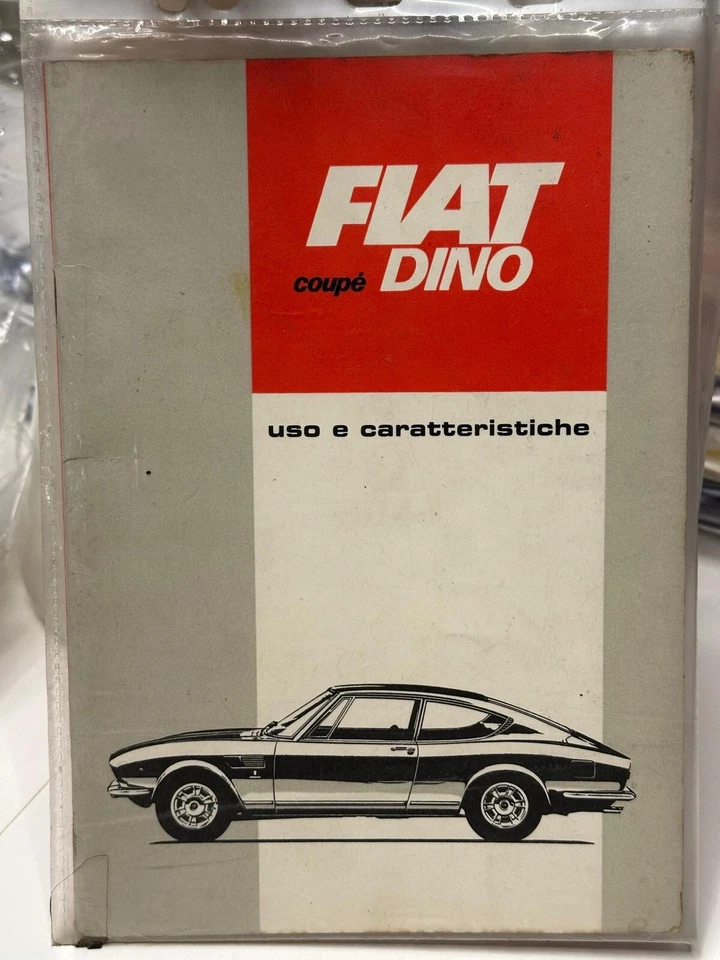 FIAT
coupé DINO
uso e caratteristiche